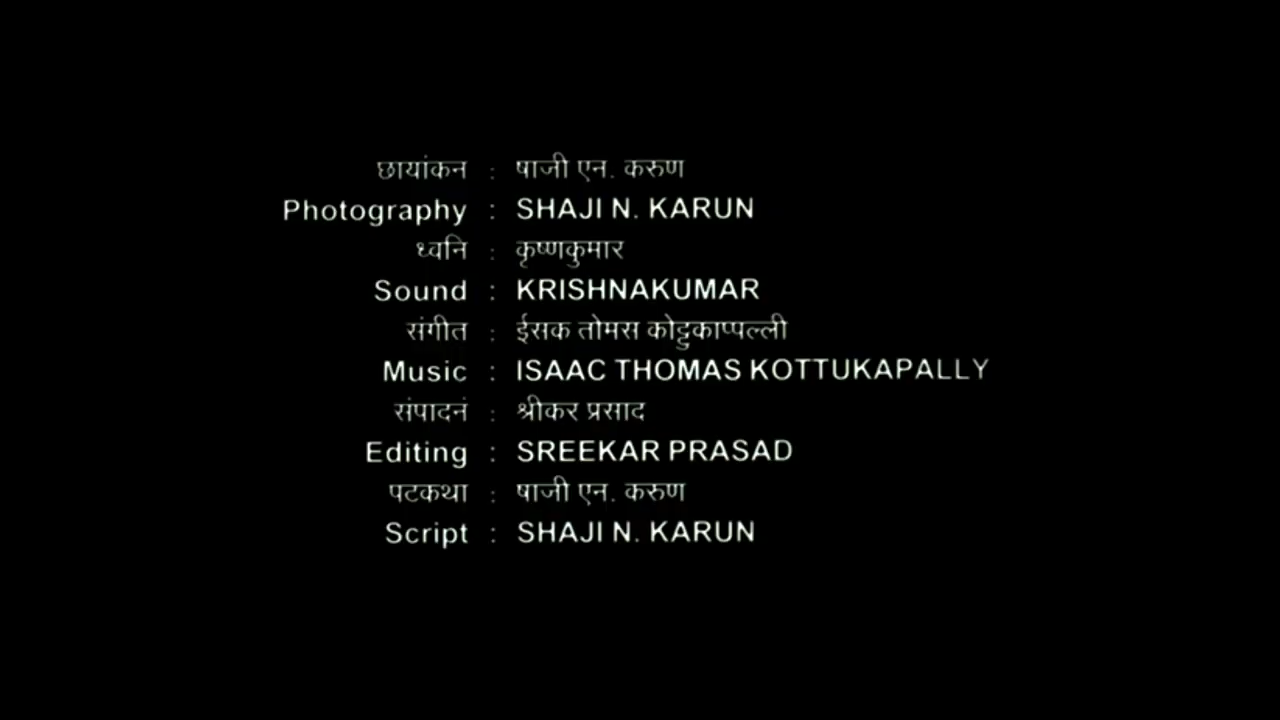 छायांकन : षाजी एन. करुण
Photography : SHAJI N. KARUN
ध्वनि : कृष्णकुमार
Sound : KRISHNAKUMAR
संगीत : ईसक तोमस कोट्टुकाप्पल्ली
Music : ISAAC THOMAS KOTTUKAPALLY
संपादनं : श्रीकर प्रसाद
Editing : SREEKAR PRASAD
पटकथा : षाजी एन. करुण
Script : SHAJI N. KARUN